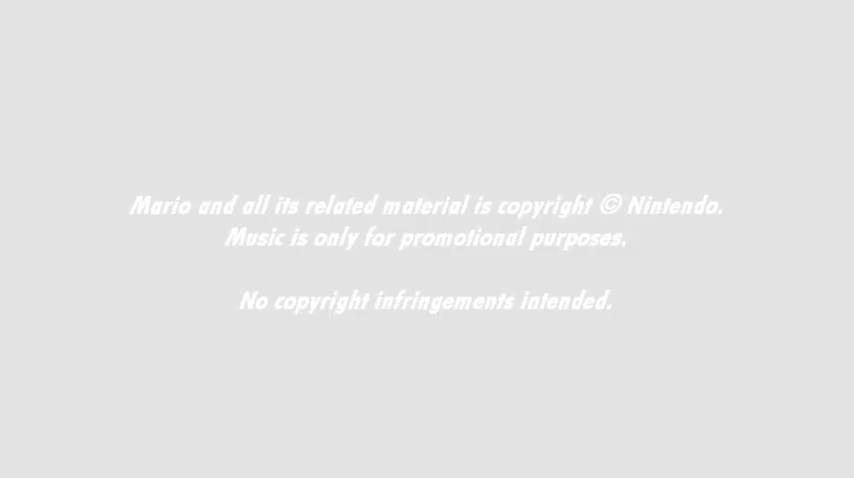 Mario and all its related material is copyright © Nintendo.
Music is only for promotional purposes.
No copyright infringements intended.